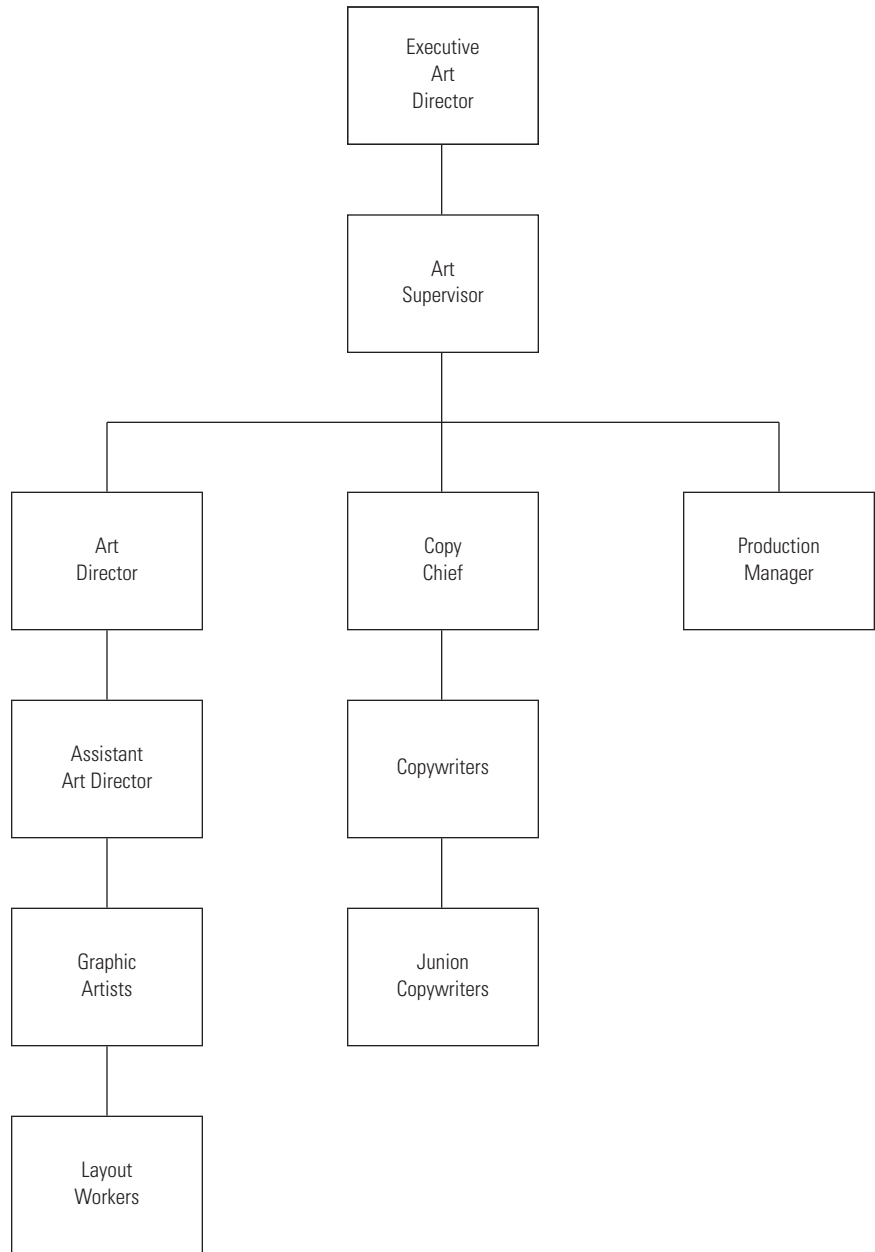 Executive
Art
Director
Art
Supervisor
Art
Director
Copy
Chief
Production
Manager
Assistant
Art Director
Copywriters
Graphic
Artists
Junion
Copywriters
Layout
Workers